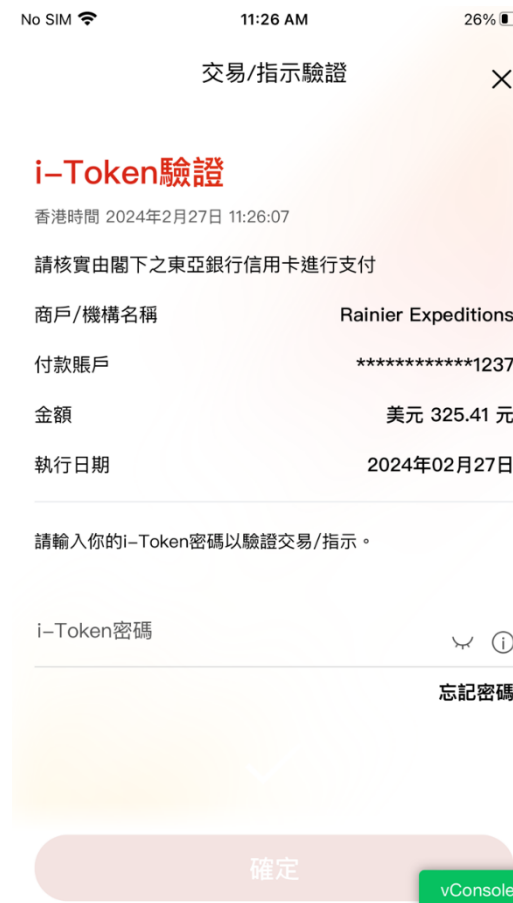 No SIM 11:26 AM 26%
交易/指示驗證
i–Token驗證
香港時間 2024年2月27日 11:26:07
請核實由閣下之東亞銀行信用卡進行支付
商戶/機構名稱 Rainier Expeditions
付款賬戶 ************1237
金額 美元 325.41 元
執行日期 2024年02月27日
請輸入你的i–Token密碼以驗證交易/指示。
i–Token密碼
忘記密碼
確定
vConsole